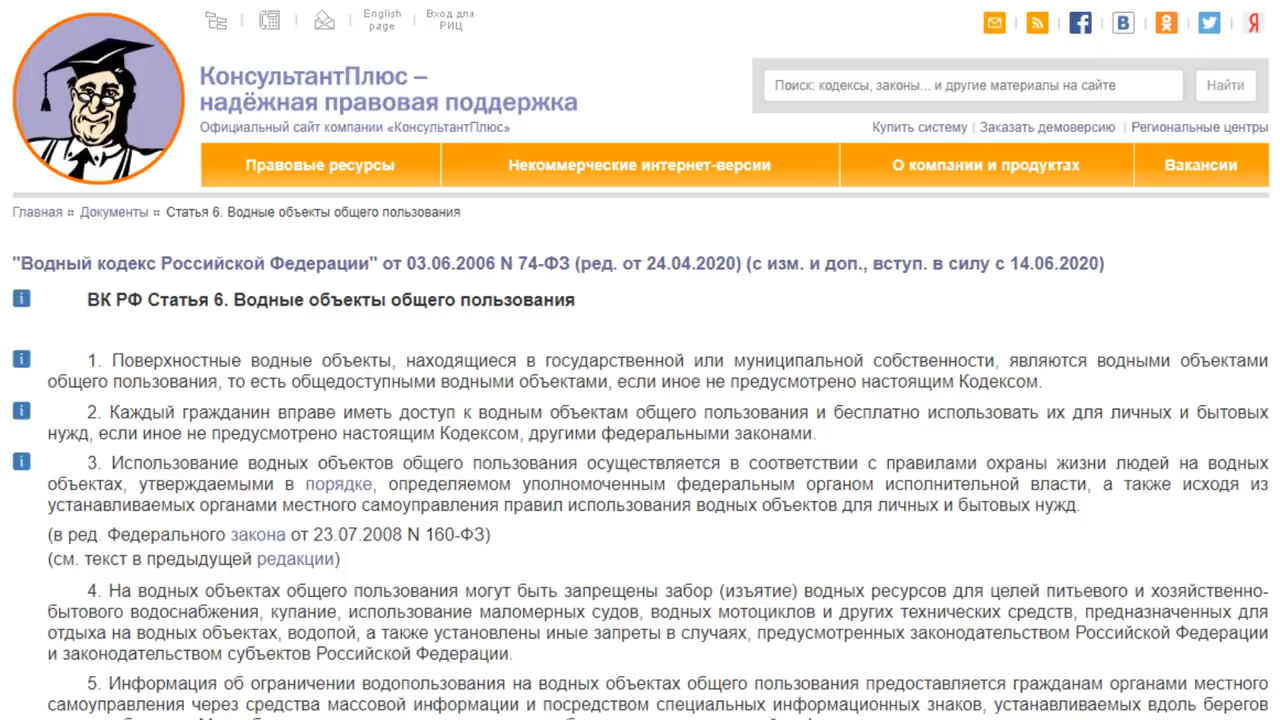 English page
Вход для РИЦ
КонсультантПлюс –
надёжная правовая поддержка
Официальный сайт компании «КонсультантПлюс»
Поиск: кодексы, законы... и другие материалы на сайте
Найти
Купить систему | Заказать демоверсию | Региональные центры
Правовые ресурсы
Некоммерческие интернет-версии
О компании и продуктах
Вакансии
Главная :: Документы :: Статья 6. Водные объекты общего пользования
"Водный кодекс Российской Федерации" от 03.06.2006 N 74-ФЗ (ред. от 24.04.2020) (с изм. и доп., вступ. в силу с 14.06.2020)
ВК РФ Статья 6. Водные объекты общего пользования
1. Поверхностные водные объекты, находящиеся в государственной или муниципальной собственности, являются водными объектами
общего пользования, то есть общедоступными водными объектами, если иное не предусмотрено настоящим Кодексом.
2. Каждый гражданин вправе иметь доступ к водным объектам общего пользования и бесплатно использовать их для личных и бытовых
нужд, если иное не предусмотрено настоящим Кодексом, другими федеральными законами.
3. Использование водных объектов общего пользования осуществляется в соответствии с правилами охраны жизни людей на водных
объектах, утверждаемыми в порядке, определяемом уполномоченным федеральным органом исполнительной власти, а также исходя из
устанавливаемых органами местного самоуправления правил использования водных объектов для личных и бытовых нужд.
(в ред. Федерального закона от 23.07.2008 N 160-ФЗ)
(см. текст в предыдущей редакции)
4. На водных объектах общего пользования могут быть запрещены забор (изъятие) водных ресурсов для целей питьевого и хозяйственно-
бытового водоснабжения, купание, использование маломерных судов, водных мотоциклов и других технических средств, предназначенных для
отдыха на водных объектах, водопой, а также установлены иные запреты в случаях, предусмотренных законодательством Российской Федерации
и законодательством субъектов Российской Федерации.
5. Информация об ограничении водопользования на водных объектах общего пользования предоставляется гражданам органами местного
самоуправления через средства массовой информации и посредством специальных информационных знаков, устанавливаемых вдоль берегов